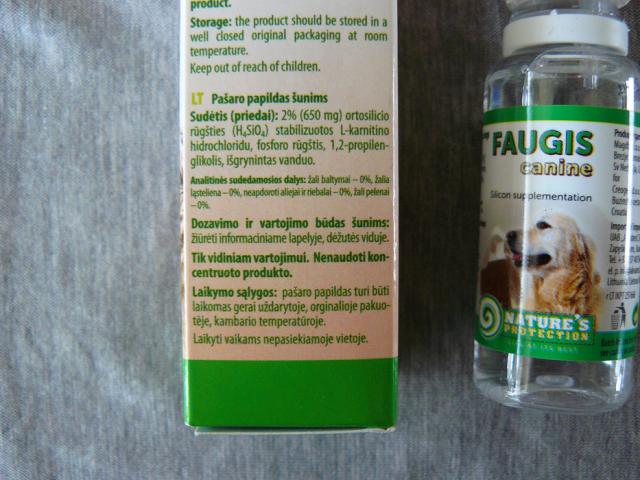 product.
Storage: the product should be stored in a
well closed original packaging at room
temperature.
Keep out of reach of children.
LT Pašaro papildas šunims
Sudėtis (priedai): 2% (650 mg) ortosilicio
rūgšties (H₄SiO₄) stabilizuotos L-karnitino
hidrochloridu, fosforo rūgštis, 1,2-propilen-
glikolis, išgrynintas vanduo.
Analitinės sudedamosios dalys: žali baltymai – 0%, žalia
ląsteliena – 0%, neapdoroti aliejai ir riebalai – 0%, žali pelenai
– 0%.
Dozavimo ir vartojimo būdas šunims:
žiūrėti informaciniame lapelyje, dėžutės viduje.
Tik vidiniam vartojimui. Nenaudoti kon-
centruoto produkto.
Laikymo sąlygos: pašaro papildas turi būti
laikomas gerai uždarytoje, orginalioje pakuo-
tėje, kambario temperatūroje.
Laikyti vaikams nepasiekiamoje vietoje.
FAUGIS
canine
Silicon supplementation
NATURE'S
PROTECTION